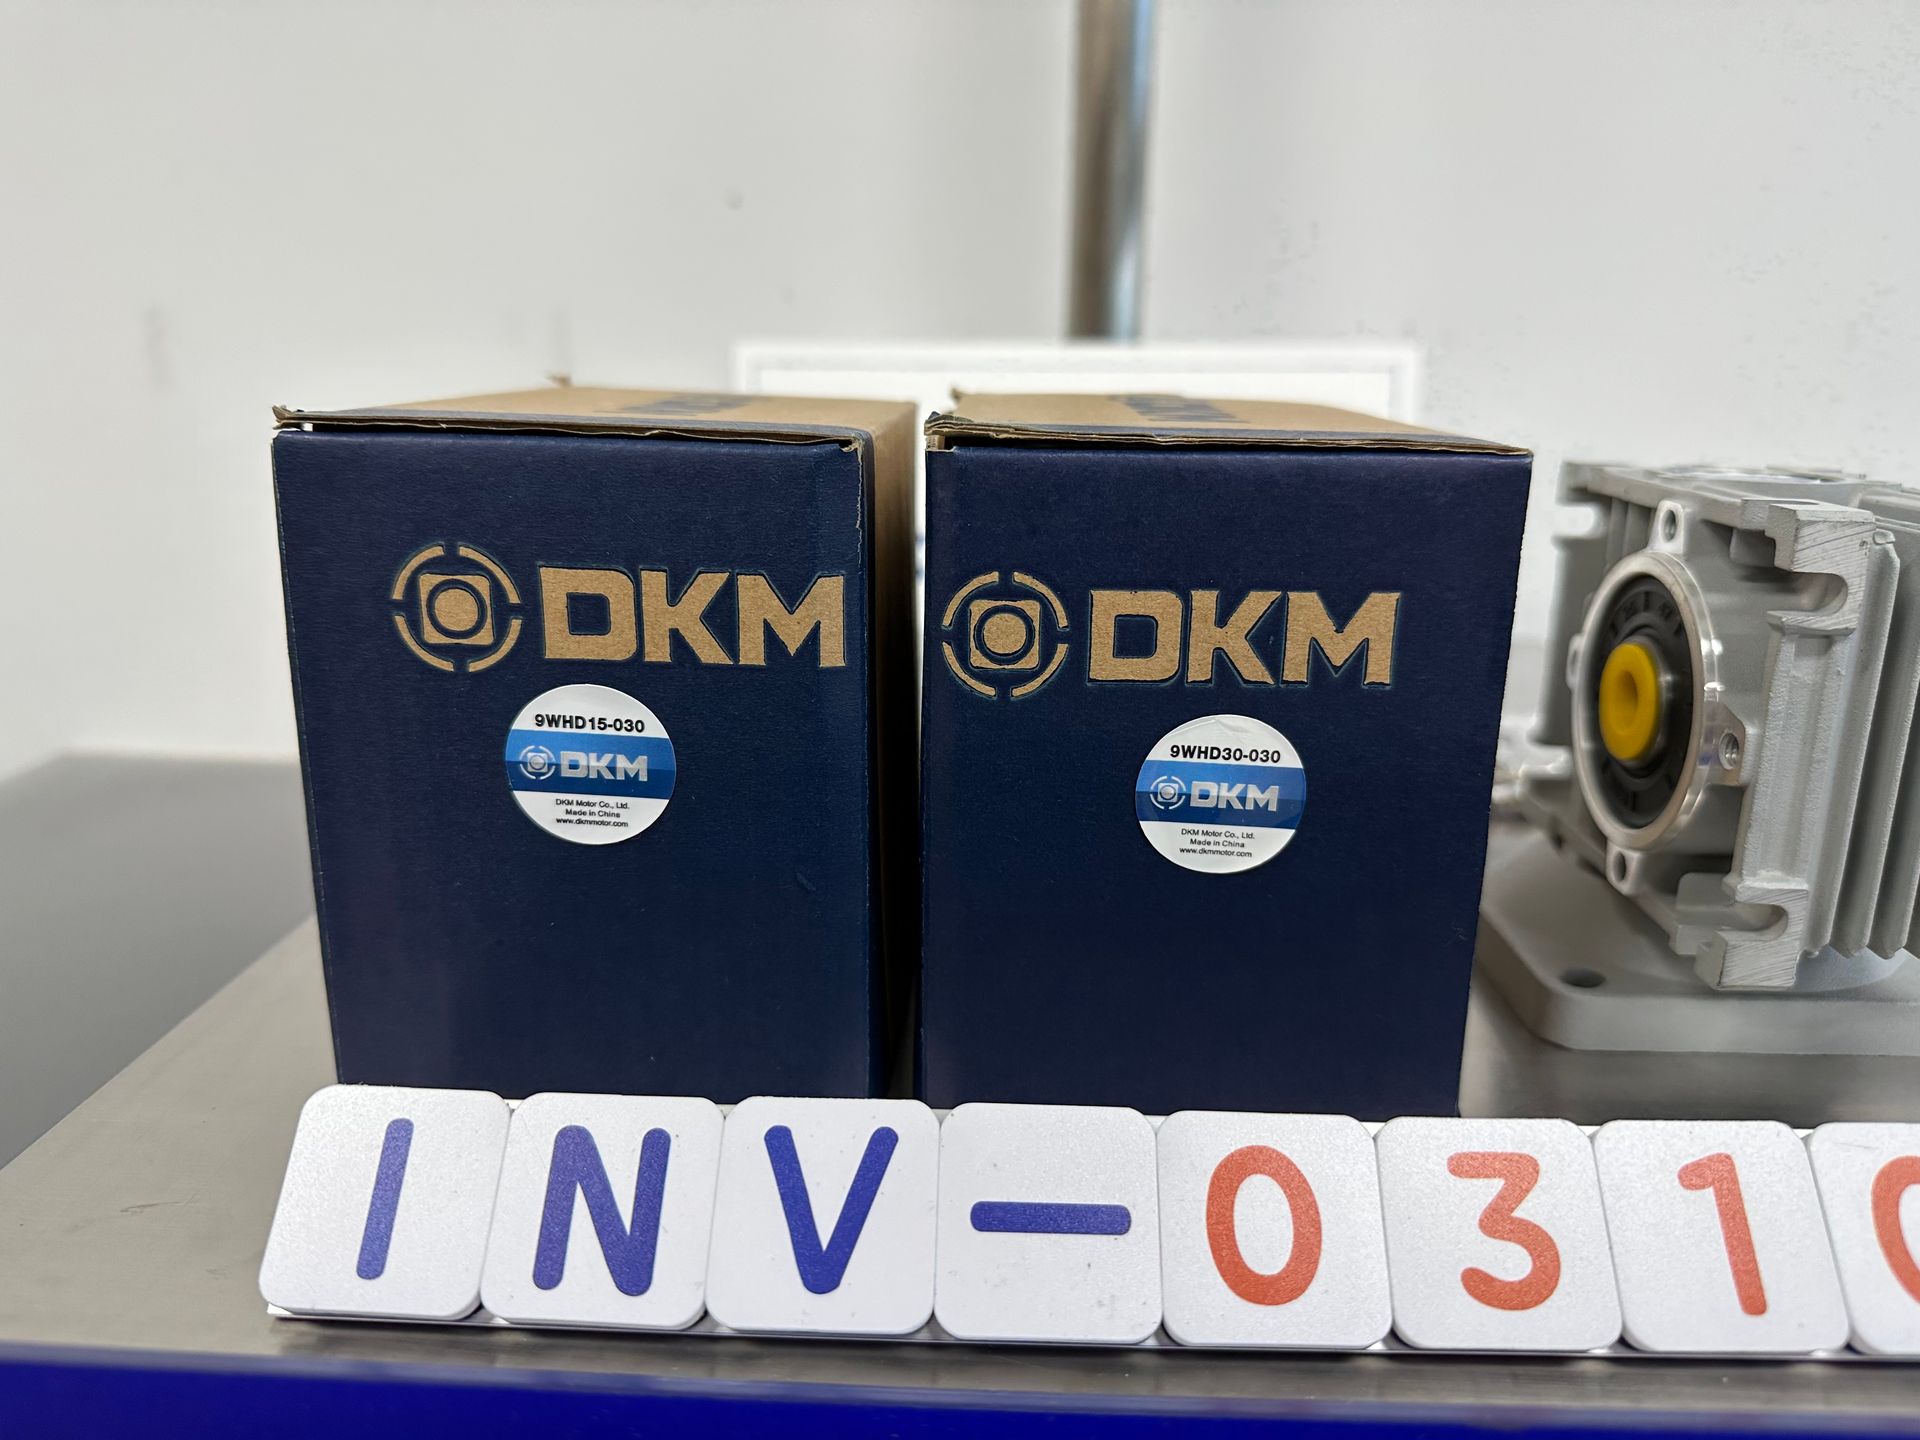 DKM
9WHD15-030
DKM
DKM Motor Co., Ltd.
Made in China
www.dkmmotor.com
DKM
9WHD30-030
DKM
DKM Motor Co., Ltd.
Made in China
www.dkmmotor.com
INV-0310